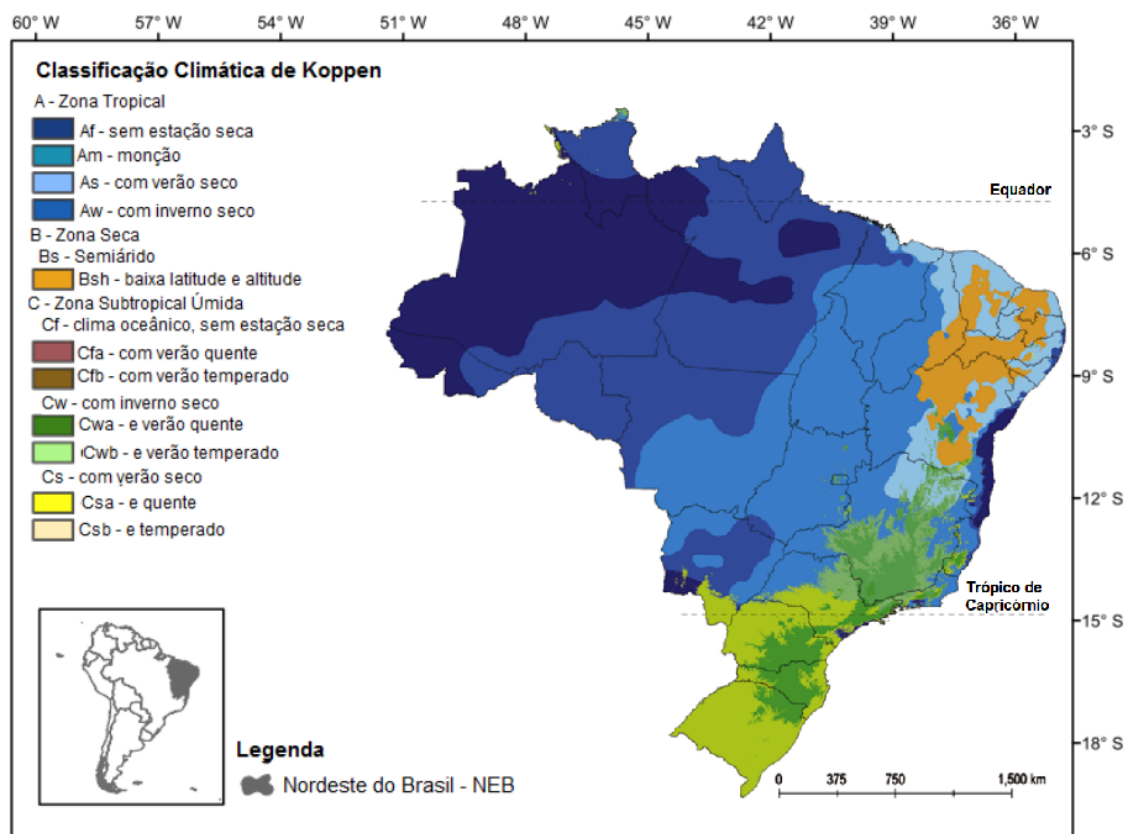 60° W 57° W 54° W 51° W 48° W 45° W 42° W 39° W 36° W
Classificação Climática de Koppen
A - Zona Tropical
Af - sem estação seca
Am - monção
As - com verão seco
Aw - com inverno seco
B - Zona Seca
Bs - Semiárido
Bsh - baixa latitude e altitude
C - Zona Subtropical Úmida
Cf - clima oceânico, sem estação seca
Cfa - com verão quente
Cfb - com verão temperado
Cw - com inverno seco
Cwa - e verão quente
Cwb - e verão temperado
Cs - com verão seco
Csa - e quente
Csb - e temperado
Legenda
Nordeste do Brasil - NEB
Equador
Trópico de
Capricórnio
3° S
6° S
9° S
12° S
15° S
18° S
0 375 750 1,500 km